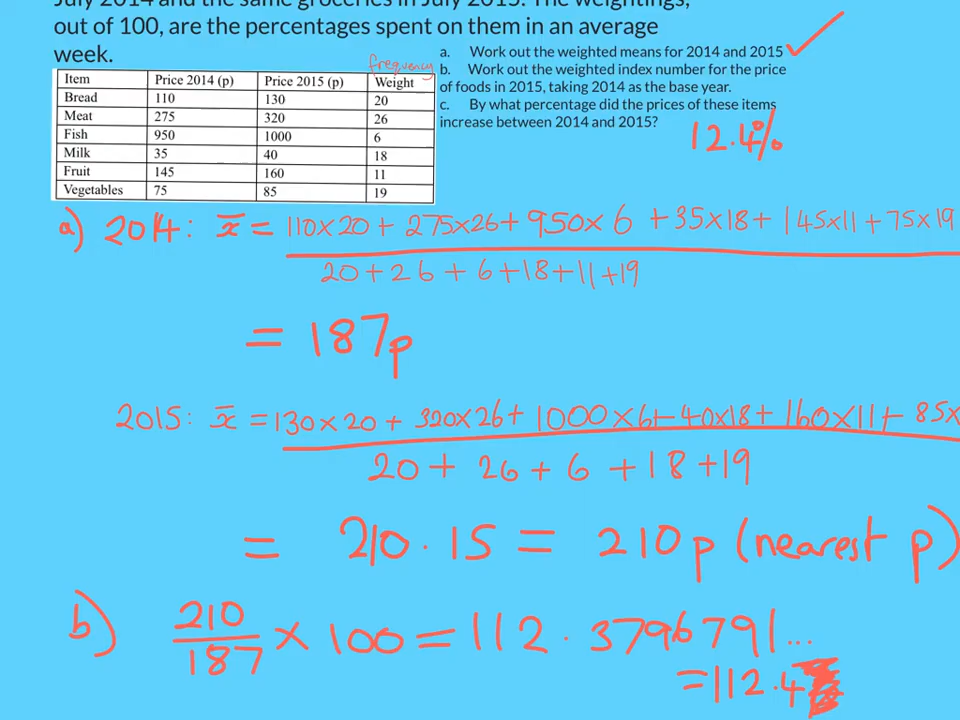 July 2014 and the same groceries in July 2015. The weightings,
out of 100, are the percentages spent on them in an average
week.
a. Work out the weighted means for 2014 and 2015 ✓
b. Work out the weighted index number for the price
of foods in 2015, taking 2014 as the base year.
c. By what percentage did the prices of these items
increase between 2014 and 2015?
12.4%
frequency
Item Price 2014 (p) Price 2015 (p) Weight
Bread 110 130 20
Meat 275 320 26
Fish 950 1000 6
Milk 35 40 18
Fruit 145 160 11
Vegetables 75 85 19
a) 2014: x̄ = 110×20 + 275×26 + 950×6 + 35×18 + 145×11 + 75×19
20 + 26 + 6 + 18 + 11 + 19
= 187p
2015: x̄ = 130×20 + 320×26 + 1000×6 + 40×18 + 160×11 + 85×
20 + 26 + 6 + 18 + 19
= 210.15 = 210p (nearest p)
b) 210/187 × 100 = 112.3796791...
= 112.4